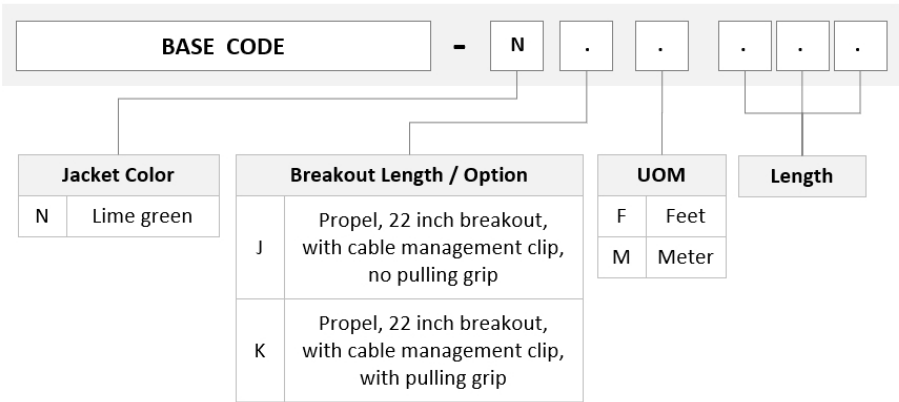 BASE CODE - N . . . . .
Jacket Color
N Lime green
Breakout Length / Option
J Propel, 22 inch breakout,
with cable management clip,
no pulling grip
K Propel, 22 inch breakout,
with cable management clip,
with pulling grip
UOM
F Feet
M Meter
Length